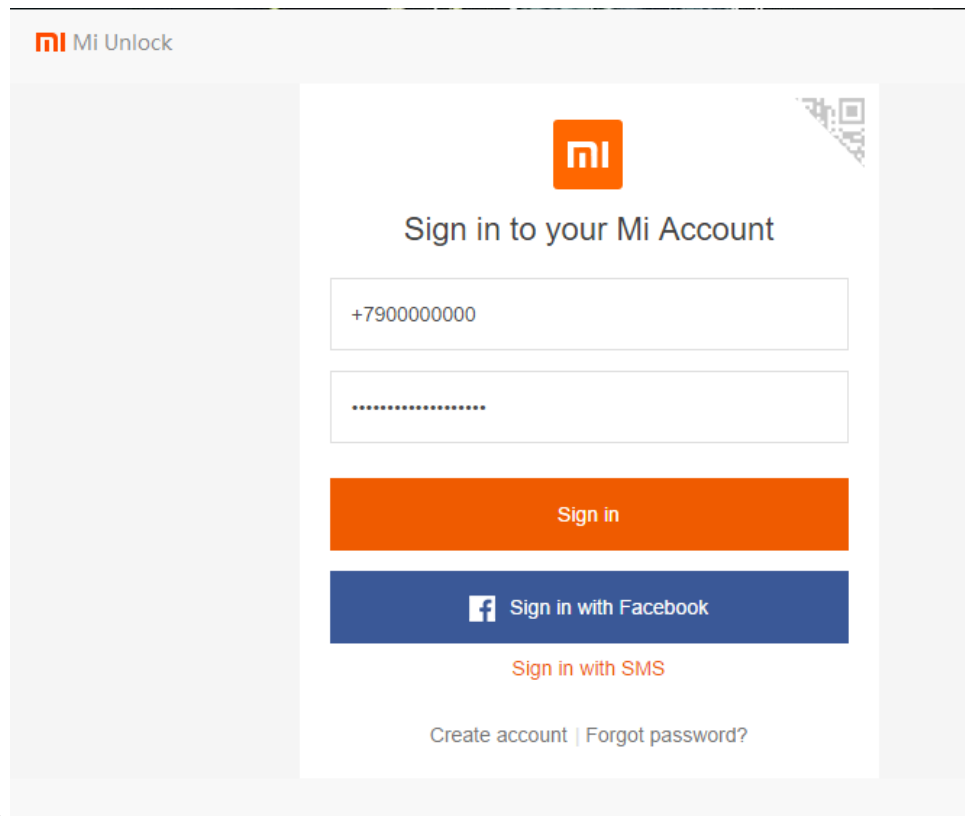 mi Mi Unlock
mi
Sign in to your Mi Account
+7900000000
•••••••••••••••••••
Sign in
f Sign in with Facebook
Sign in with SMS
Create account | Forgot password?